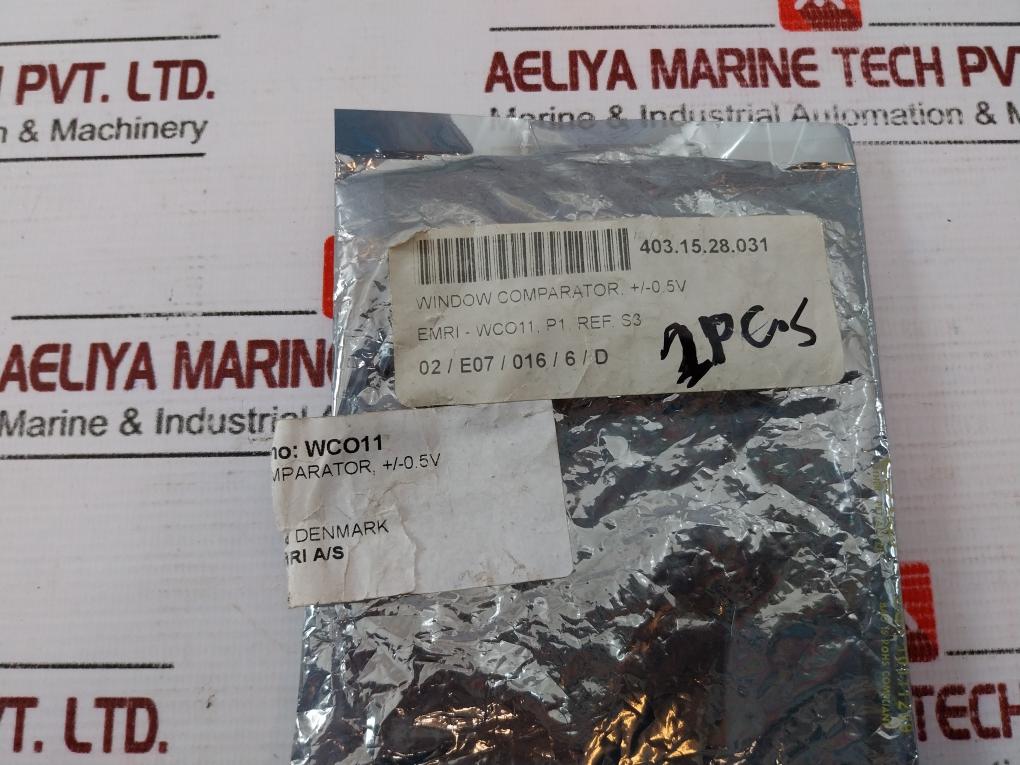 PVT. LTD.
& Machinery
AELIYA MARINE TECH PVT
Marine & Industrial Automation & M
403.15.28.031
WINDOW COMPARATOR, +/-0.5V
EMRI - WCO11, P1, REF. S3
02 / E07 / 016 / 6 / D
PCS
AELIYA MARINE
Marine & Industrial
no: WCO11
MPARATOR, +/-0.5V
DENMARK
RI A/S
VT. LTD.
TECH